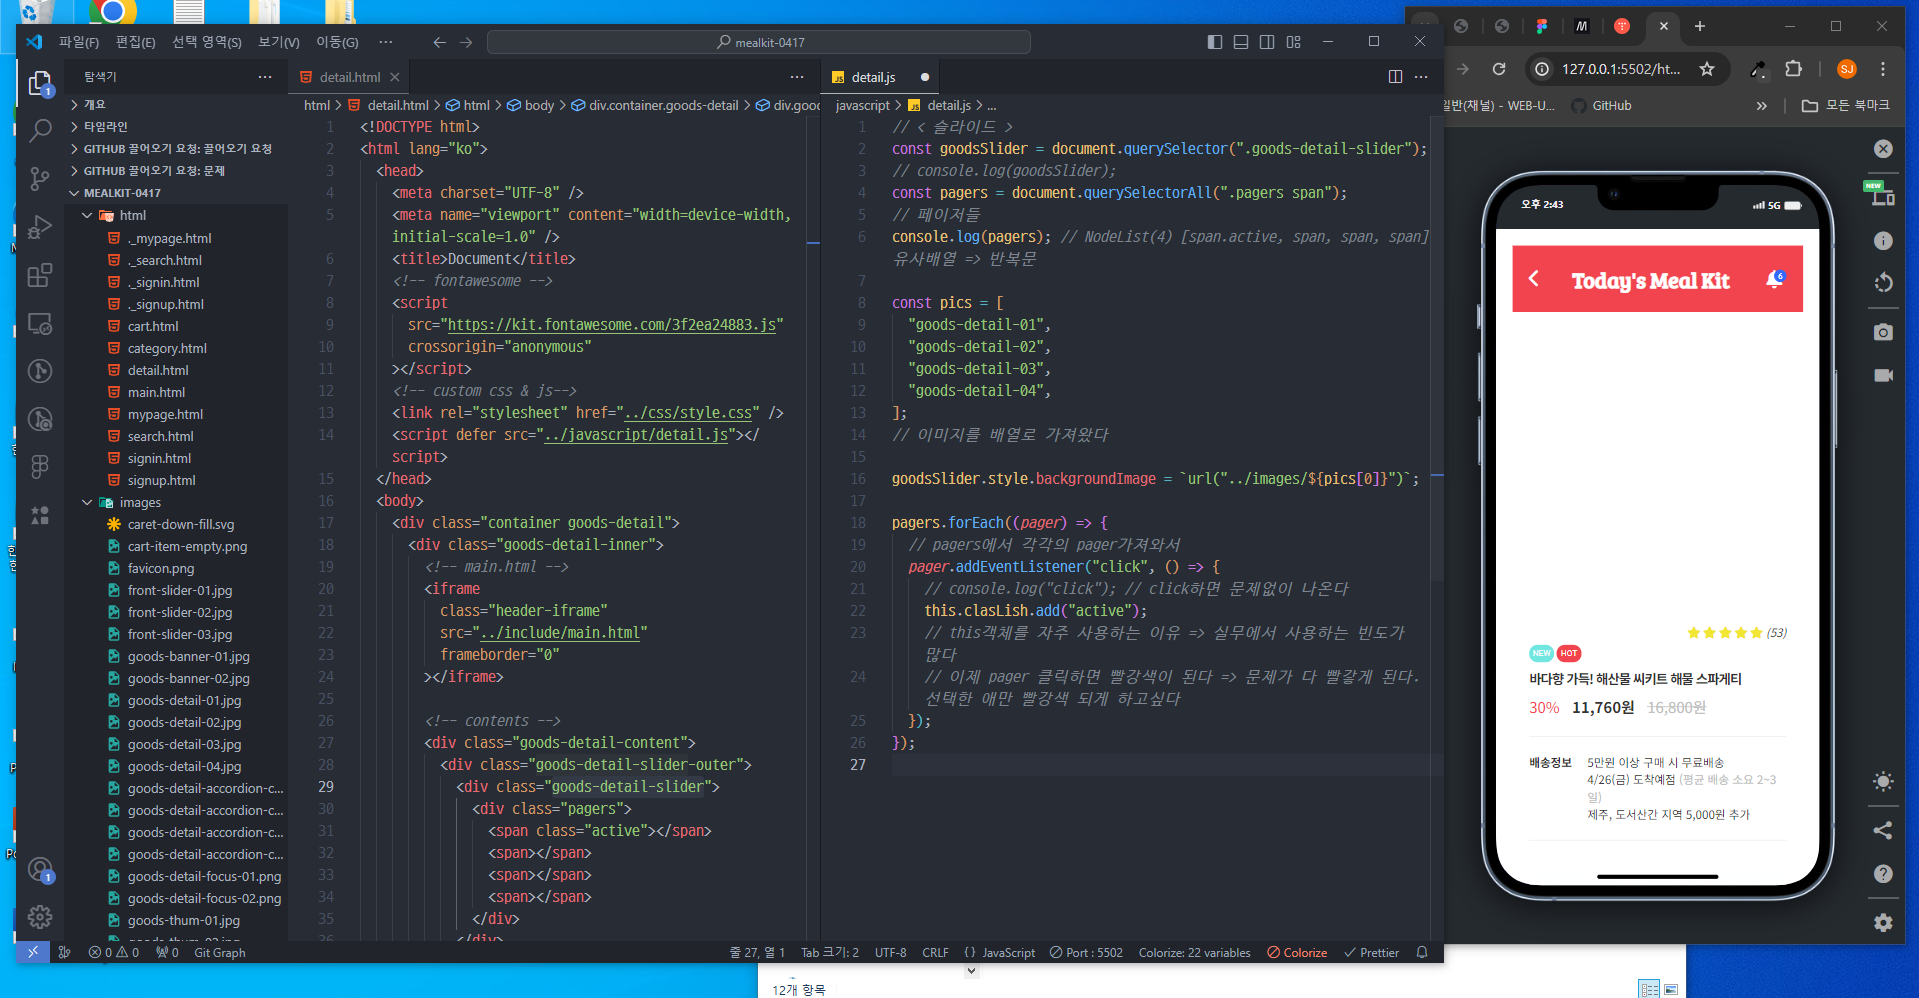 파일(F) 편집(E) 선택 영역(S) 보기(V) 이동(G) ··· mealkit-0417
탐색기 ···
개요
타임라인
GITHUB 끌어오기 요청: 끌어오기 요청
GITHUB 끌어오기 요청: 문제
MEALKIT-0417
html
._mypage.html
._search.html
._signin.html
._signup.html
cart.html
category.html
detail.html
main.html
mypage.html
search.html
signin.html
signup.html
images
caret-down-fill.svg
cart-item-empty.png
favicon.png
front-slider-01.jpg
front-slider-02.jpg
front-slider-03.jpg
goods-banner-01.jpg
goods-banner-02.jpg
goods-detail-01.jpg
goods-detail-02.jpg
goods-detail-03.jpg
goods-detail-04.jpg
goods-detail-accordion-c...
goods-detail-accordion-c...
goods-detail-accordion-c...
goods-detail-accordion-c...
goods-detail-focus-01.png
goods-detail-focus-02.png
goods-thum-01.jpg
detail.html
html > detail.html > html > body > div.container.goods-detail > div.goo
1 <!DOCTYPE html>
2 <html lang="ko">
3 <head>
4 <meta charset="UTF-8" />
5 <meta name="viewport" content="width=device-width,
initial-scale=1.0" />
6 <title>Document</title>
7 <!-- fontawesome -->
8 <script
9 src="https://kit.fontawesome.com/3f2ea24883.js"
10 crossorigin="anonymous"
11 ></script>
12 <!-- custom css & js-->
13 <link rel="stylesheet" href="../css/style.css" />
14 <script defer src="../javascript/detail.js"></
script>
15 </head>
16 <body>
17 <div class="container goods-detail">
18 <div class="goods-detail-inner">
19 <!-- main.html -->
20 <iframe
21 class="header-iframe"
22 src="../include/main.html"
23 frameborder="0"
24 ></iframe>
25
26 <!-- contents -->
27 <div class="goods-detail-content">
28 <div class="goods-detail-slider-outer">
29 <div class="goods-detail-slider">
30 <div class="pagers">
31 <span class="active"></span>
32 <span></span>
33 <span></span>
34 <span></span>
35 </div>
detail.js
javascript > detail.js > ...
1 // < 슬라이드 >
2 const goodsSlider = document.querySelector(".goods-detail-slider");
3 // console.log(goodsSlider);
4 const pagers = document.querySelectorAll(".pagers span");
5 // 페이저들
6 console.log(pagers); // NodeList(4) [span.active, span, span, span]
유사배열 => 반복문
7
8 const pics = [
9 "goods-detail-01",
10 "goods-detail-02",
11 "goods-detail-03",
12 "goods-detail-04",
13 ];
14 // 이미지를 배열로 가져왔다
15
16 goodsSlider.style.backgroundImage = `url("../images/${pics[0]}")`;
17
18 pagers.forEach((pager) => {
19 // pagers에서 각각의 pager가져와서
20 pager.addEventListener("click", () => {
21 // console.log("click"); // click하면 문제없이 나온다
22 this.clasLish.add("active");
23 // this객체를 자주 사용하는 이유 => 실무에서 사용하는 빈도가
많다
24 // 이제 pager 클릭하면 빨강색이 된다 => 문제가 다 빨갛게 된다.
선택한 애만 빨강색 되게 하고싶다
25 });
26 });
27
0 0 0 Git Graph 줄 27, 열 1 Tab 크기: 2 UTF-8 CRLF {} JavaScript Port : 5502 Colorize: 22 variables Colorize Prettier
127.0.0.1:5502/ht... SJ
일반(채널) - WEB-U... GitHub 모든 북마크
NEW
오후 2:43 5G
Today's Meal Kit 6
(53)
NEW HOT
바다향 가득! 해산물 씨키트 해물 스파게티
30% 11,760원 16,800원
배송정보 5만원 이상 구매 시 무료배송
4/26(금) 도착예정 (평균 배송 소요 2~3
일)
제주, 도서산간 지역 5,000원 추가
12개 항목